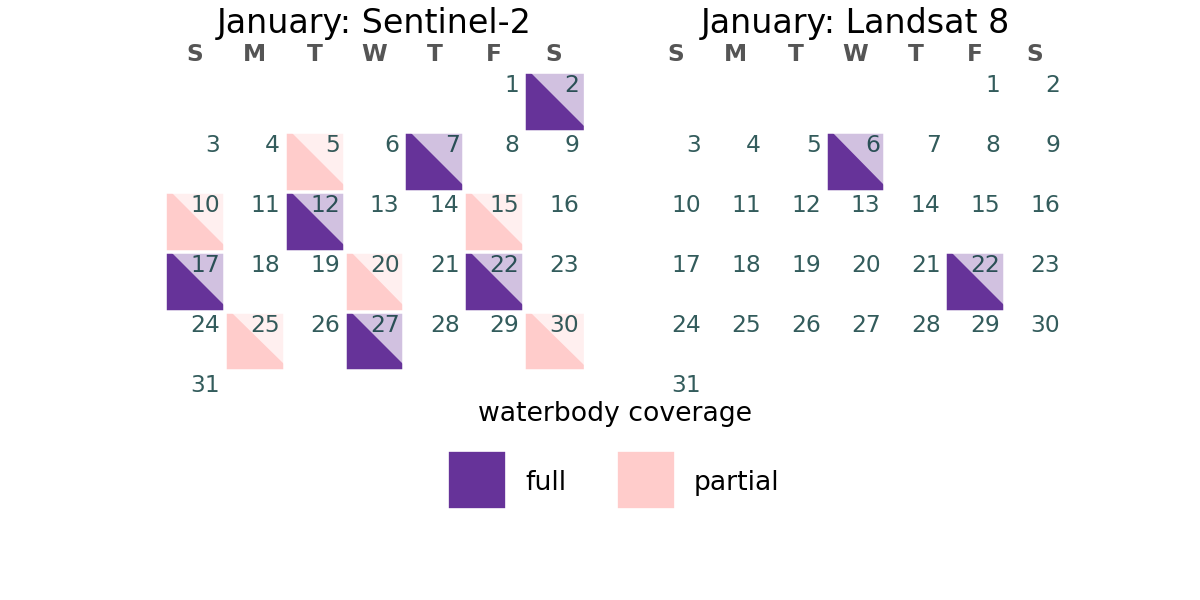 January: Sentinel-2
S M T W T F S
1 2
3 4 5 6 7 8 9
10 11 12 13 14 15 16
17 18 19 20 21 22 23
24 25 26 27 28 29 30
31
January: Landsat 8
S M T W T F S
1 2
3 4 5 6 7 8 9
10 11 12 13 14 15 16
17 18 19 20 21 22 23
24 25 26 27 28 29 30
31
waterbody coverage
full
partial